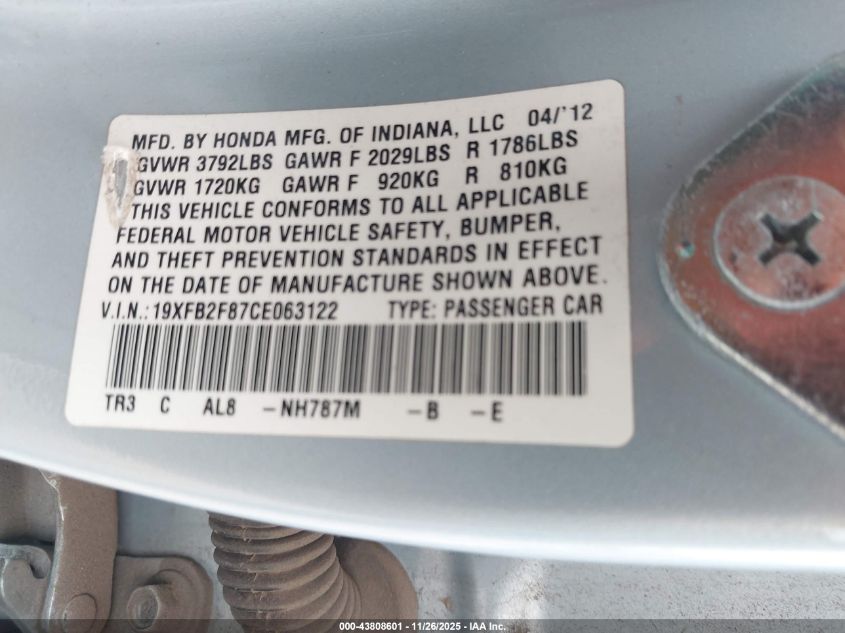 MFD. BY HONDA MFG. OF INDIANA, LLC 04/'12
GVWR 3792LBS GAWR F 2029LBS R 1786LBS
GVWR 1720KG GAWR F 920KG R 810KG
THIS VEHICLE CONFORMS TO ALL APPLICABLE
FEDERAL MOTOR VEHICLE SAFETY, BUMPER,
AND THEFT PREVENTION STANDARDS IN EFFECT
ON THE DATE OF MANUFACTURE SHOWN ABOVE.
V.I.N.: 19XFB2F87CE063122 TYPE: PASSENGER CAR
TR3 C AL8 -NH787M -B -E
000-43808601 - 11/26/2025 - IAA Inc.